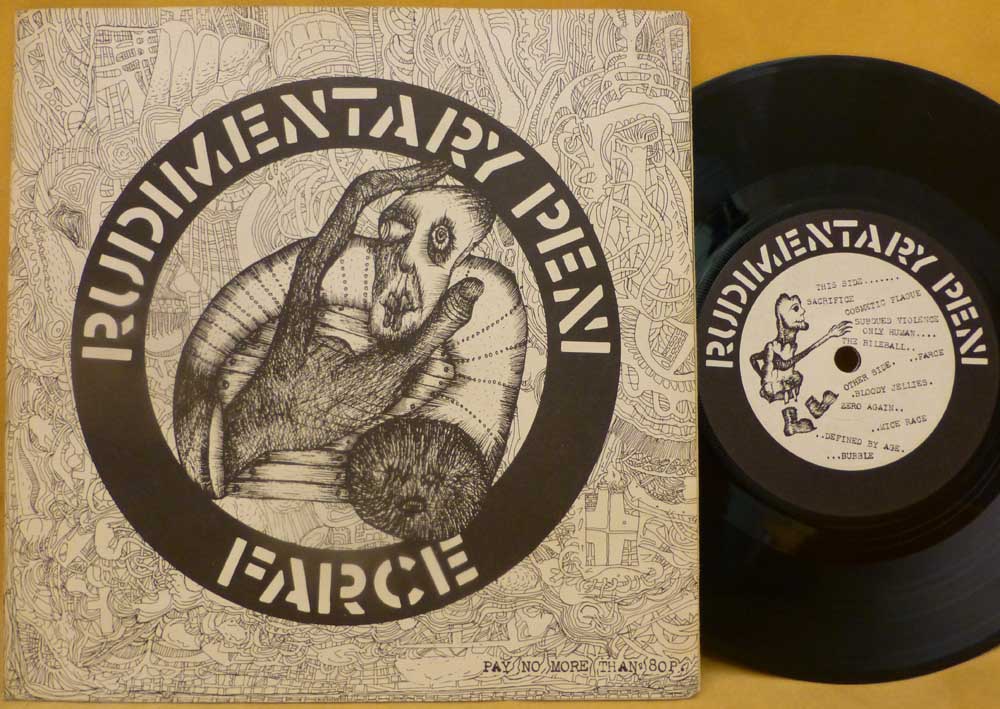 RUDIMENTARY PENI
FARCE
PAY NO MORE THAN 80P.
RUDIMENTARY PENI
THIS SIDE.......
SACRIFICE
COSMETIC PLAGUE
SUBDUED VIOLENCE
ONLY HUMAN....
THE RILEBALL..
OTHER SIDE. ..FARCE
.BLOODY JELLIES.
ZERO AGAIN..
..MICE RACE
..DEFINED BY AGE.
...BUBBLE